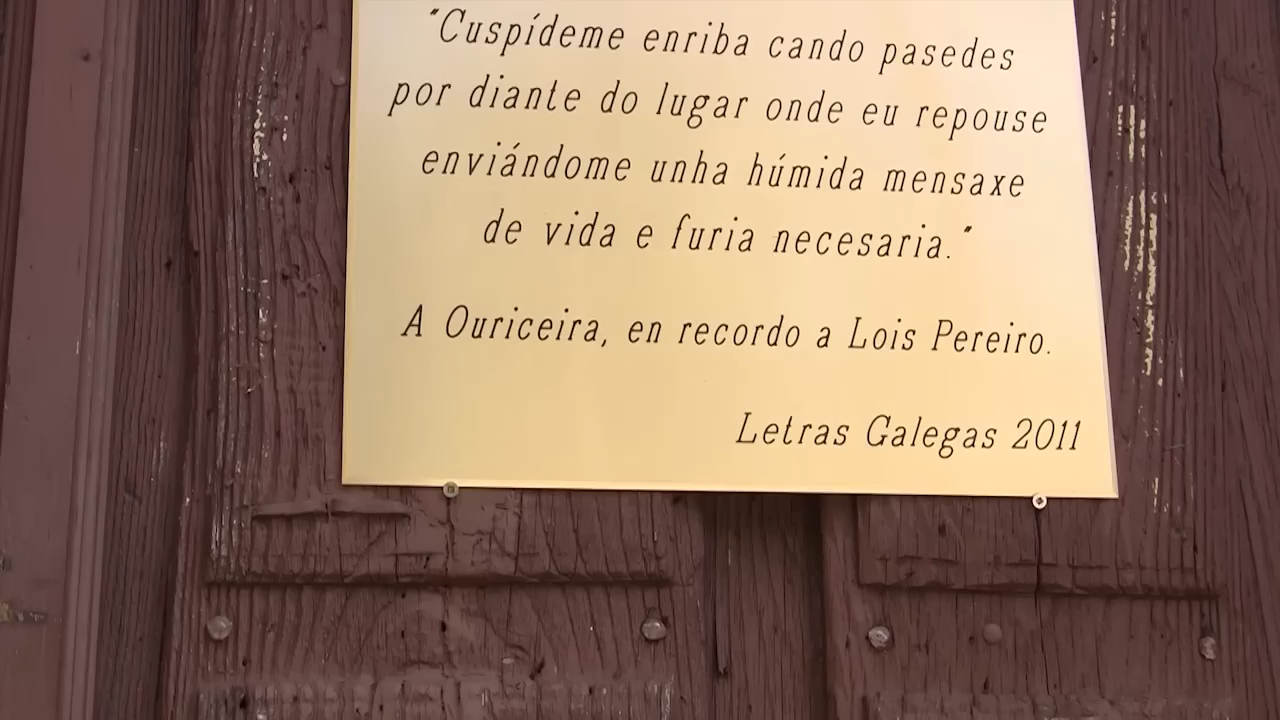 "Cuspídeme enriba cando pasedes
por diante do lugar onde eu repouse
enviándome unha húmida mensaxe
de vida e furia necesaria."
A Ouriceira, en recordo a Lois Pereiro.
Letras Galegas 2011